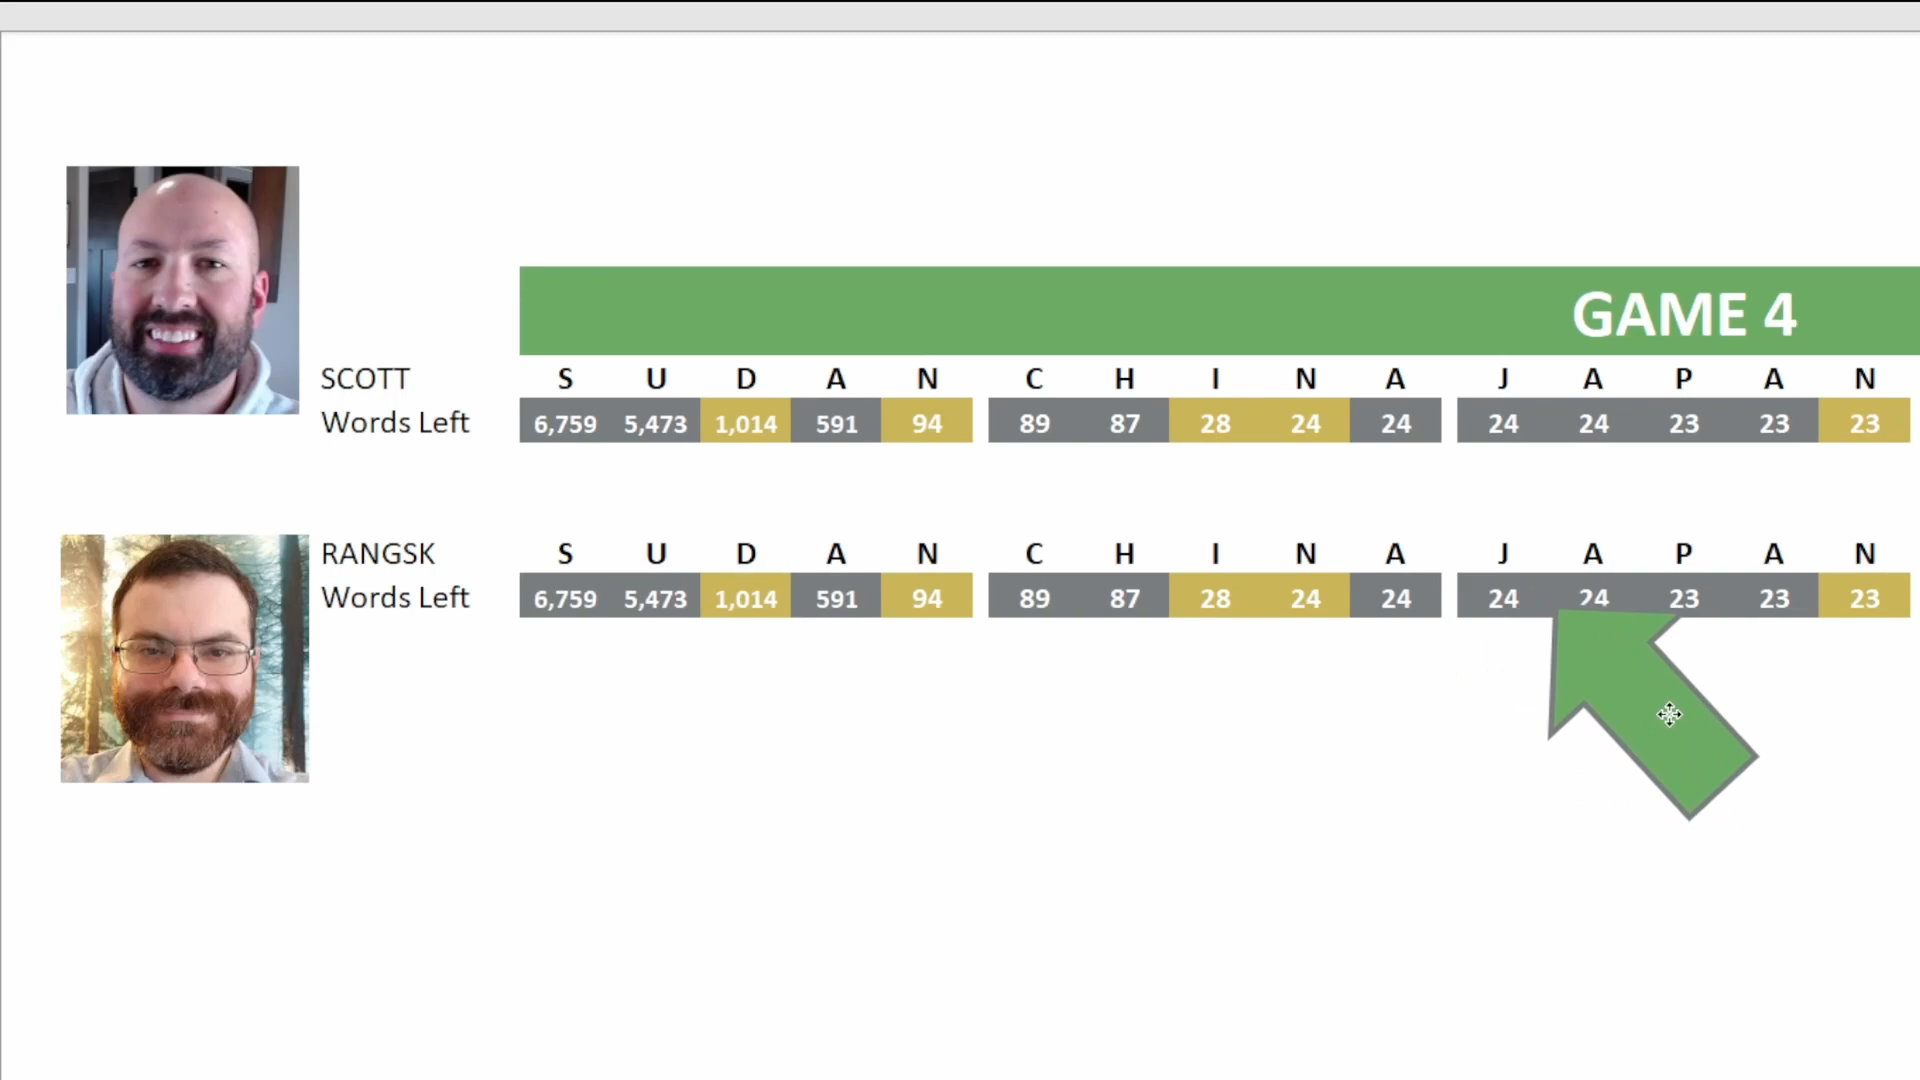 GAME 4
SCOTT S U D A N C H I N A J A P A N
Words Left 6,759 5,473 1,014 591 94 89 87 28 24 24 24 24 23 23 23
RANGSK S U D A N C H I N A J A P A N
Words Left 6,759 5,473 1,014 591 94 89 87 28 24 24 24 24 23 23 23